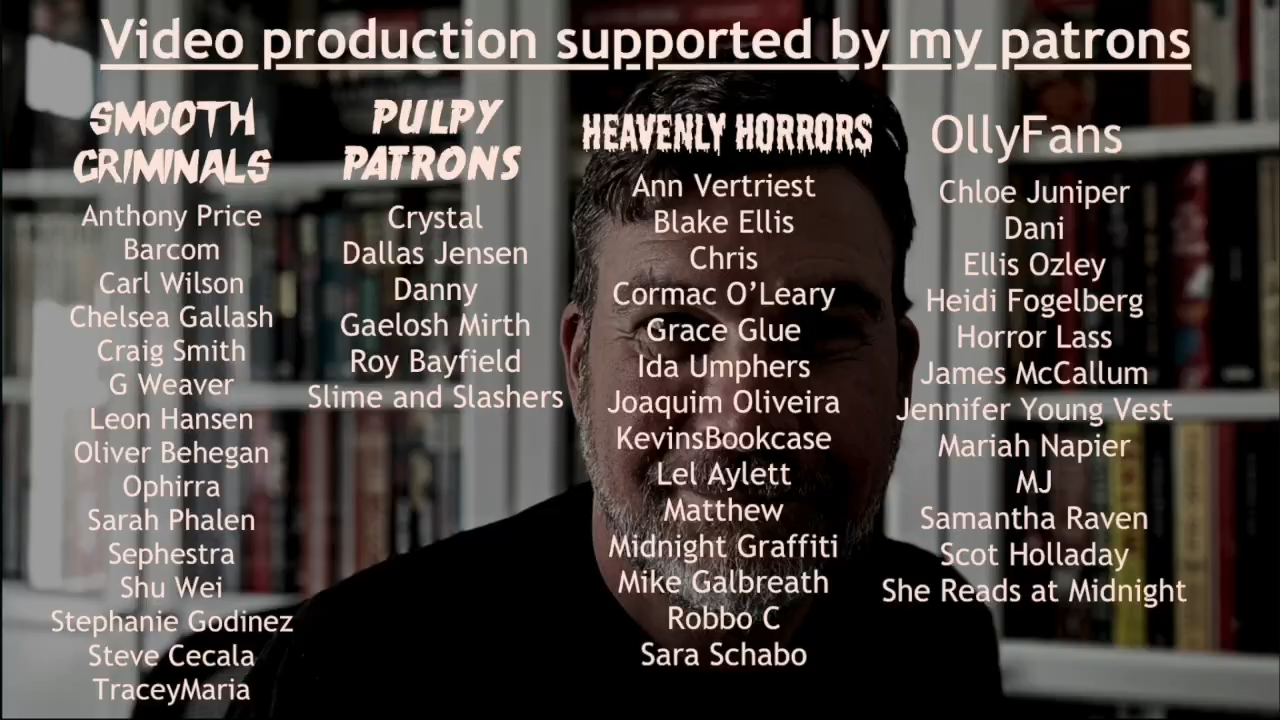 Video production supported by my patrons
SMOOTH
CRIMINALS
Anthony Price
Barcom
Carl Wilson
Chelsea Gallash
Craig Smith
G Weaver
Leon Hansen
Oliver Behegan
Ophirra
Sarah Phalen
Sephestra
Shu Wei
Stephanie Godinez
Steve Cecala
TraceyMaria
PULPY
PATRONS
Crystal
Dallas Jensen
Danny
Gaelosh Mirth
Roy Bayfield
Slime and Slashers
HEAVENLY HORRORS
Ann Vertriest
Blake Ellis
Chris
Cormac O’Leary
Grace Glue
Ida Umphers
Joaquim Oliveira
KevinsBookcase
Lel Aylett
Matthew
Midnight Graffiti
Mike Galbreath
Robbo C
Sara Schabo
OllyFans
Chloe Juniper
Dani
Ellis Ozley
Heidi Fogelberg
Horror Lass
James McCallum
Jennifer Young Vest
Mariah Napier
MJ
Samantha Raven
Scot Holladay
She Reads at Midnight